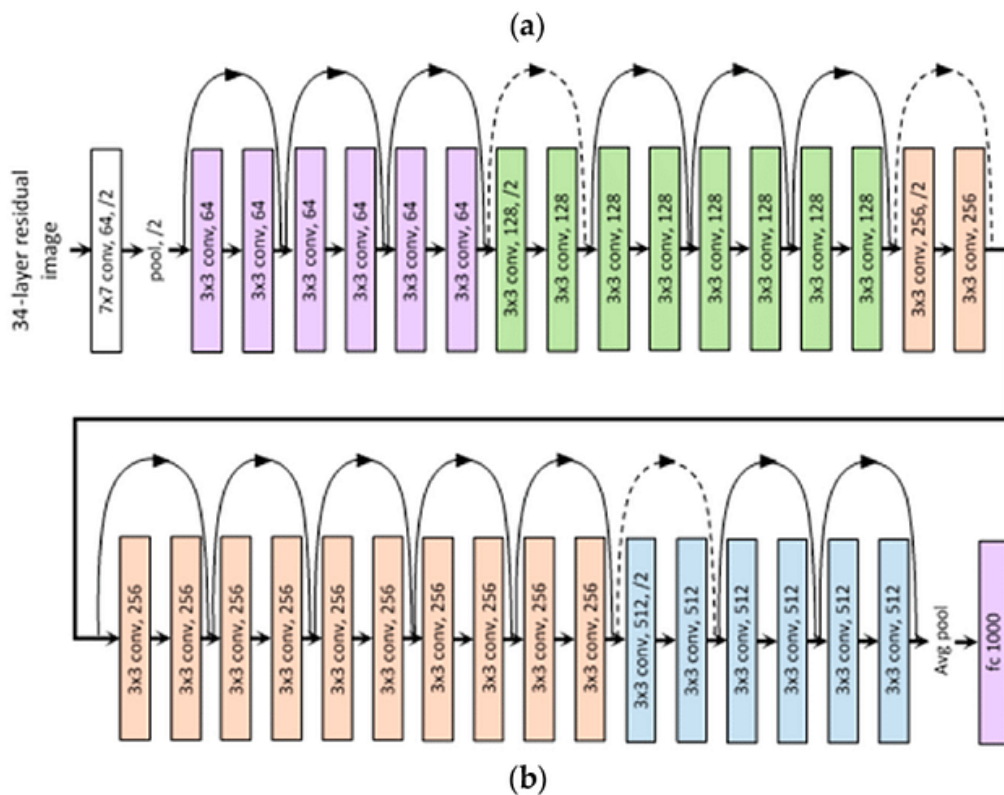 (a)
34-layer residual
image
7x7 conv, 64, /2
pool, /2
3x3 conv, 64
3x3 conv, 64
3x3 conv, 64
3x3 conv, 64
3x3 conv, 64
3x3 conv, 64
3x3 conv, 128, /2
3x3 conv, 128
3x3 conv, 128
3x3 conv, 128
3x3 conv, 128
3x3 conv, 128
3x3 conv, 128
3x3 conv, 128
3x3 conv, 256, /2
3x3 conv, 256
3x3 conv, 256
3x3 conv, 256
3x3 conv, 256
3x3 conv, 256
3x3 conv, 256
3x3 conv, 256
3x3 conv, 256
3x3 conv, 256
3x3 conv, 256
3x3 conv, 256
3x3 conv, 512, /2
3x3 conv, 512
3x3 conv, 512
3x3 conv, 512
3x3 conv, 512
3x3 conv, 512
Avg pool
fc 1000
(b)